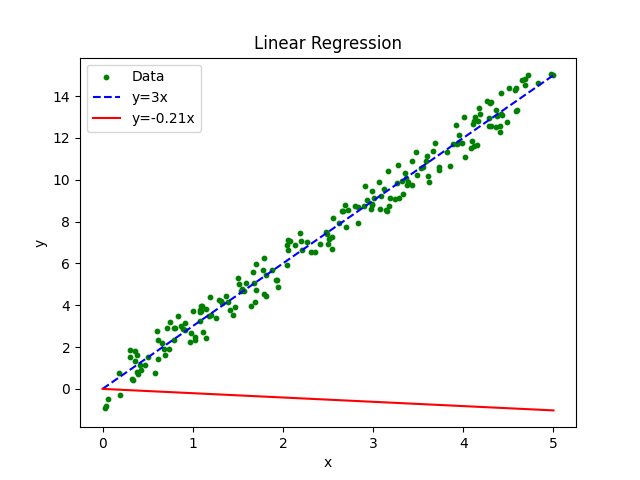 Linear Regression
Data
y=3x
y=-0.21x
14
12
10
8
6
4
2
0
y
0 1 2 3 4 5
x